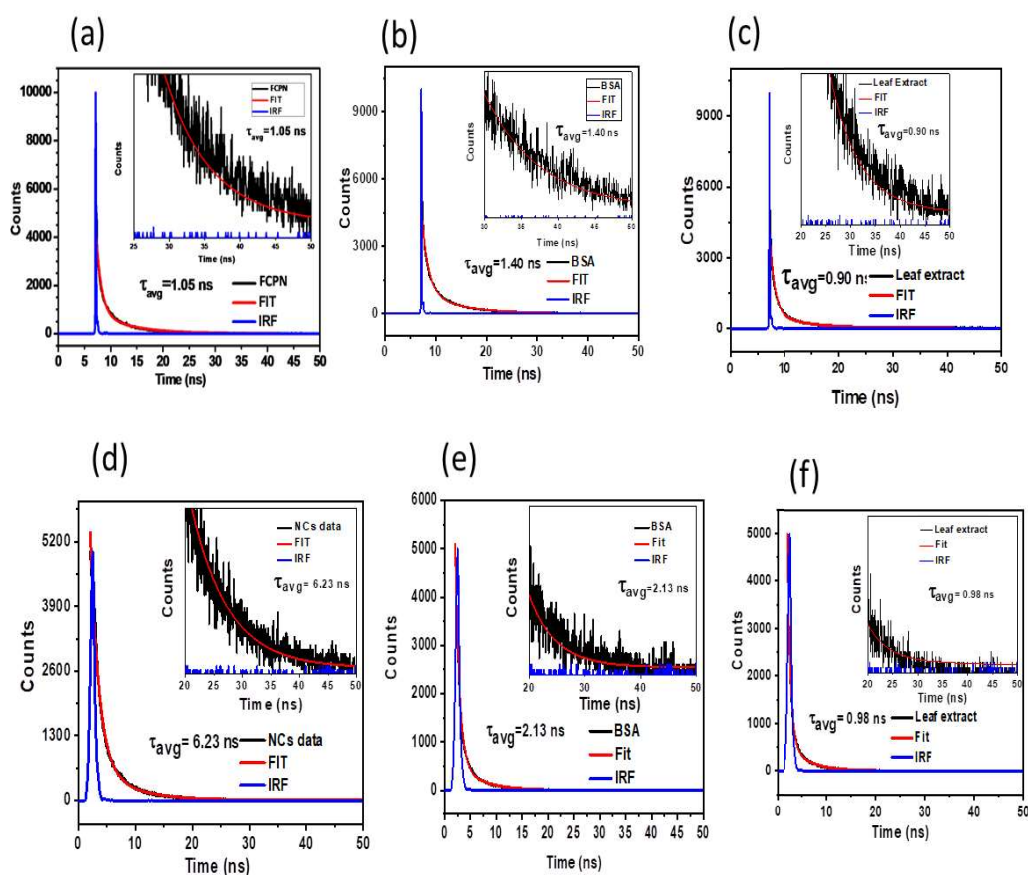 (a)
10000
8000
6000
4000
2000
0
Counts
0 5 10 15 20 25 30 35 40 45 50
Time (ns)
τavg=1.05 ns
FCPN
FIT
IRF
Counts
FCPN
FIT
IRF
τavg=1.05 ns
30 35 40 45 50
Time (ns)
(b)
9000
6000
3000
0
Counts
0 10 20 30 40 50
Time (ns)
τavg=1.40 ns
BSA
FIT
IRF
Counts
BSA
FIT
IRF
τavg=1.40 ns
30 35 40 45 50
Time (ns)
(c)
9000
6000
3000
0
Counts
0 10 20 30 40 50
Time (ns)
τavg=0.90 ns
Leaf extract
FIT
IRF
Counts
Leaf Extract
FIT
IRF
τavg=0.90 ns
20 25 30 35 40 45 50
Time (ns)
(d)
5200
3900
2600
1300
0
Counts
0 10 20 30 40 50
Time (ns)
τavg= 6.23 ns
NCs data
FIT
IRF
Counts
NCs data
FIT
IRF
τavg= 6.23 ns
20 25 30 35 40 45 50
Time (ns)
(e)
6000
5000
4000
3000
2000
1000
0
Counts
0 5 10 15 20 25 30 35 40 45 50
Time (ns)
τavg=2.13 ns
BSA
Fit
IRF
Counts
BSA
Fit
IRF
τavg=2.13 ns
20 30 40 50
Time (ns)
(f)
5000
4000
3000
2000
1000
0
Counts
0 10 20 30 40 50
Time (ns)
τavg= 0.98 ns
Leaf extract
Fit
IRF
Counts
Leaf extract
Fit
IRF
τavg= 0.98 ns
20 25 30 35 40 45 50
Time (ns)